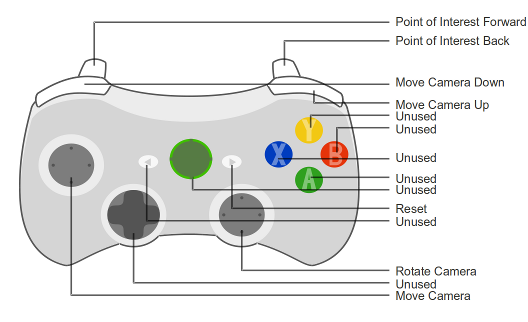 Point of Interest Forward
Point of Interest Back
Move Camera Down
Move Camera Up
Unused
Unused
Unused
Unused
Unused
Reset
Unused
Rotate Camera
Unused
Move Camera
Y
X
B
A